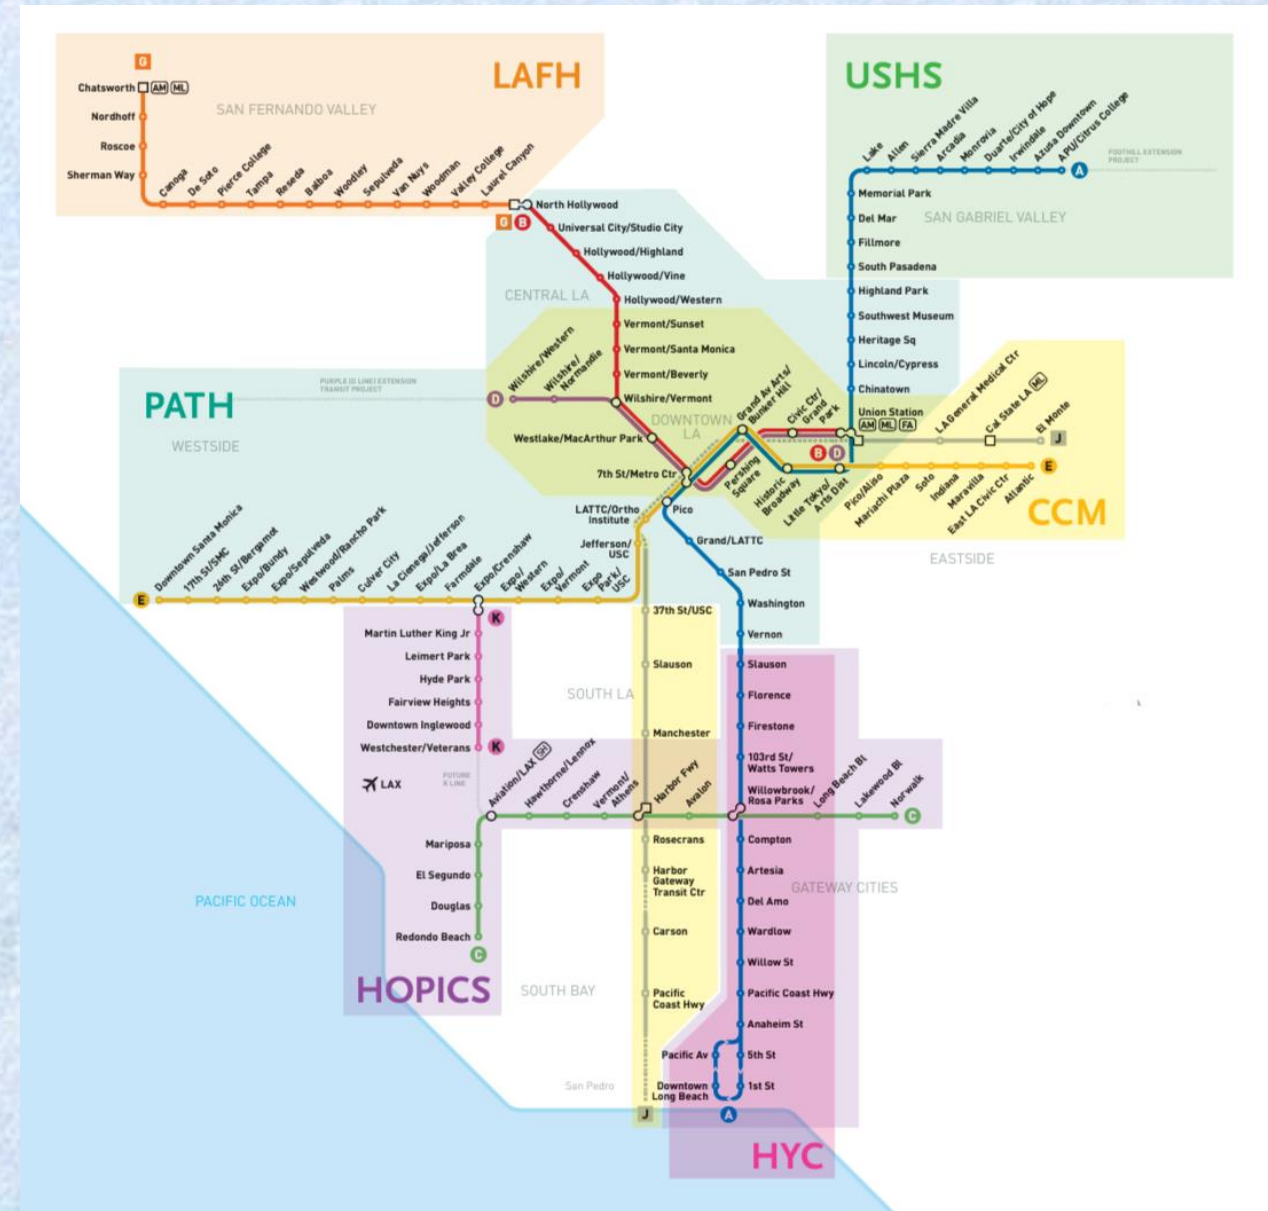 G
LAFH
USHS
Chatsworth AM ML
SAN FERNANDO VALLEY
Nordhoff
Roscoe
Sherman Way
Canoga
De Soto
Pierce College
Tampa
Reseda
Balboa
Woodley
Sepulveda
Van Nuys
Woodman
Valley College
Laurel Canyon
North Hollywood
G B
Universal City/Studio City
Hollywood/Highland
Hollywood/Vine
CENTRAL LA
Hollywood/Western
Vermont/Sunset
Vermont/Santa Monica
Vermont/Beverly
Wilshire/Vermont
Lake
Allen
Sierra Madre Villa
Arcadia
Monrovia
Duarte/City of Hope
Irwindale
Azusa Downtown
APU/Citrus College
A
FOOTHILL EXTENSION
PROJECT
Memorial Park
Del Mar
SAN GABRIEL VALLEY
Fillmore
South Pasadena
Highland Park
Southwest Museum
Heritage Sq
Lincoln/Cypress
Chinatown
Union Station
AM ML FA
PURPLE (D LINE) EXTENSION
TRANSIT PROJECT
PATH
WESTSIDE
D
Wilshire/Western
Wilshire/
Normandie
DOWNTOWN
LA
Westlake/MacArthur Park
7th St/Metro Ctr
Grand Av Arts/
Bunker Hill
Civic Ctr/
Grand
Park
B D
Pershing
Square
Historic
Broadway
Little Tokyo/
Arts Dist
LA General Medical Ctr
Cal State LA ML
El Monte
J
Pico/Aliso
Mariachi Plaza
Soto
Indiana
Maravilla
East LA Civic Ctr
Atlantic
E
CCM
EASTSIDE
LATTC/Ortho
Institute
Pico
Jefferson/
USC
Grand/LATTC
San Pedro St
Washington
Vernon
E
Downtown Santa Monica
17th St/SMC
26th St/Bergamot
Expo/Bundy
Expo/Sepulveda
Westwood/Rancho Park
Palms
Culver City
La Cienega/Jefferson
Expo/La Brea
Farmdale
Expo/Crenshaw
Expo/
Western
Expo/
Vermont
Expo
Park/
USC
K
Martin Luther King Jr
Leimert Park
Hyde Park
Fairview Heights
Downtown Inglewood
Westchester/Veterans
K
LAX
FUTURE
K LINE
37th St/USC
Slauson
SOUTH LA
Manchester
Slauson
Florence
Firestone
103rd St/
Watts Towers
Willowbrook/
Rosa Parks
Aviation/LAX SH
Hawthorne/Lennox
Crenshaw
Vermont/
Athens
Harbor Fwy
Avalon
Long Beach Bl
Lakewood Bl
Norwalk
C
Mariposa
El Segundo
Douglas
Redondo Beach
C
HOPICS
PACIFIC OCEAN
SOUTH BAY
Rosecrans
Harbor
Gateway
Transit Ctr
Carson
Pacific
Coast Hwy
Compton
Artesia
GATEWAY CITIES
Del Amo
Wardlow
Willow St
Pacific Coast Hwy
Anaheim St
Pacific Av
5th St
San Pedro
Downtown
Long Beach
1st St
J
A
HYC